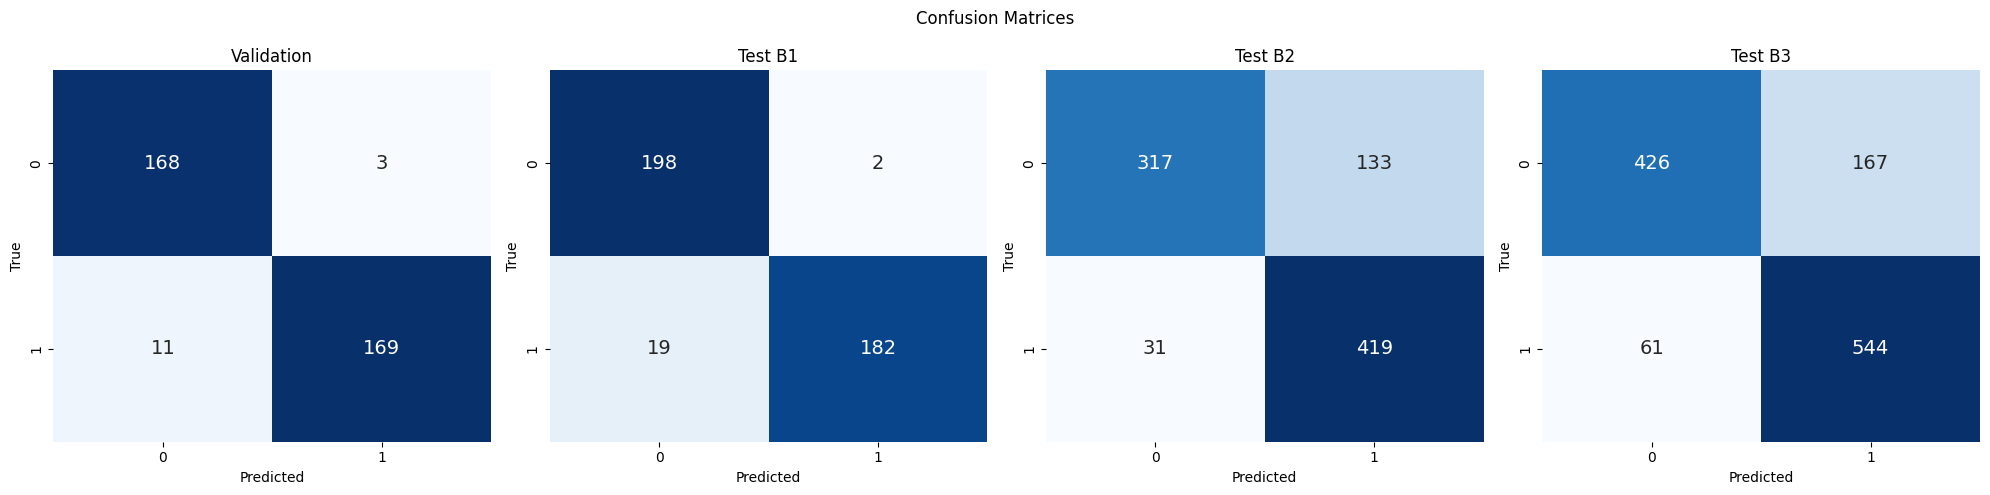 Confusion Matrices
Validation
Test B1
Test B2
Test B3
True
0
168
3
1
11
169
0
1
Predicted
True
0
198
2
1
19
182
0
1
Predicted
True
0
317
133
1
31
419
0
1
Predicted
True
0
426
167
1
61
544
0
1
Predicted